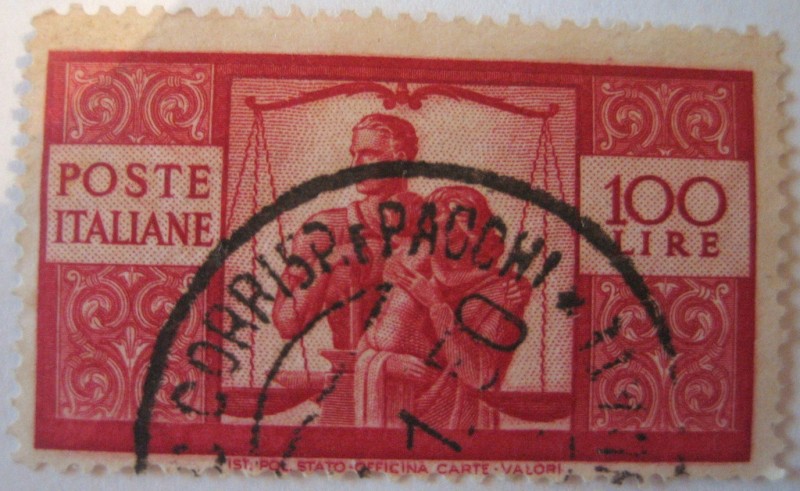 POSTE
ITALIANE
100
LIRE
CORRISP. E PACCHI
IST. POL. STATO - OFFICINA CARTE - VALORI